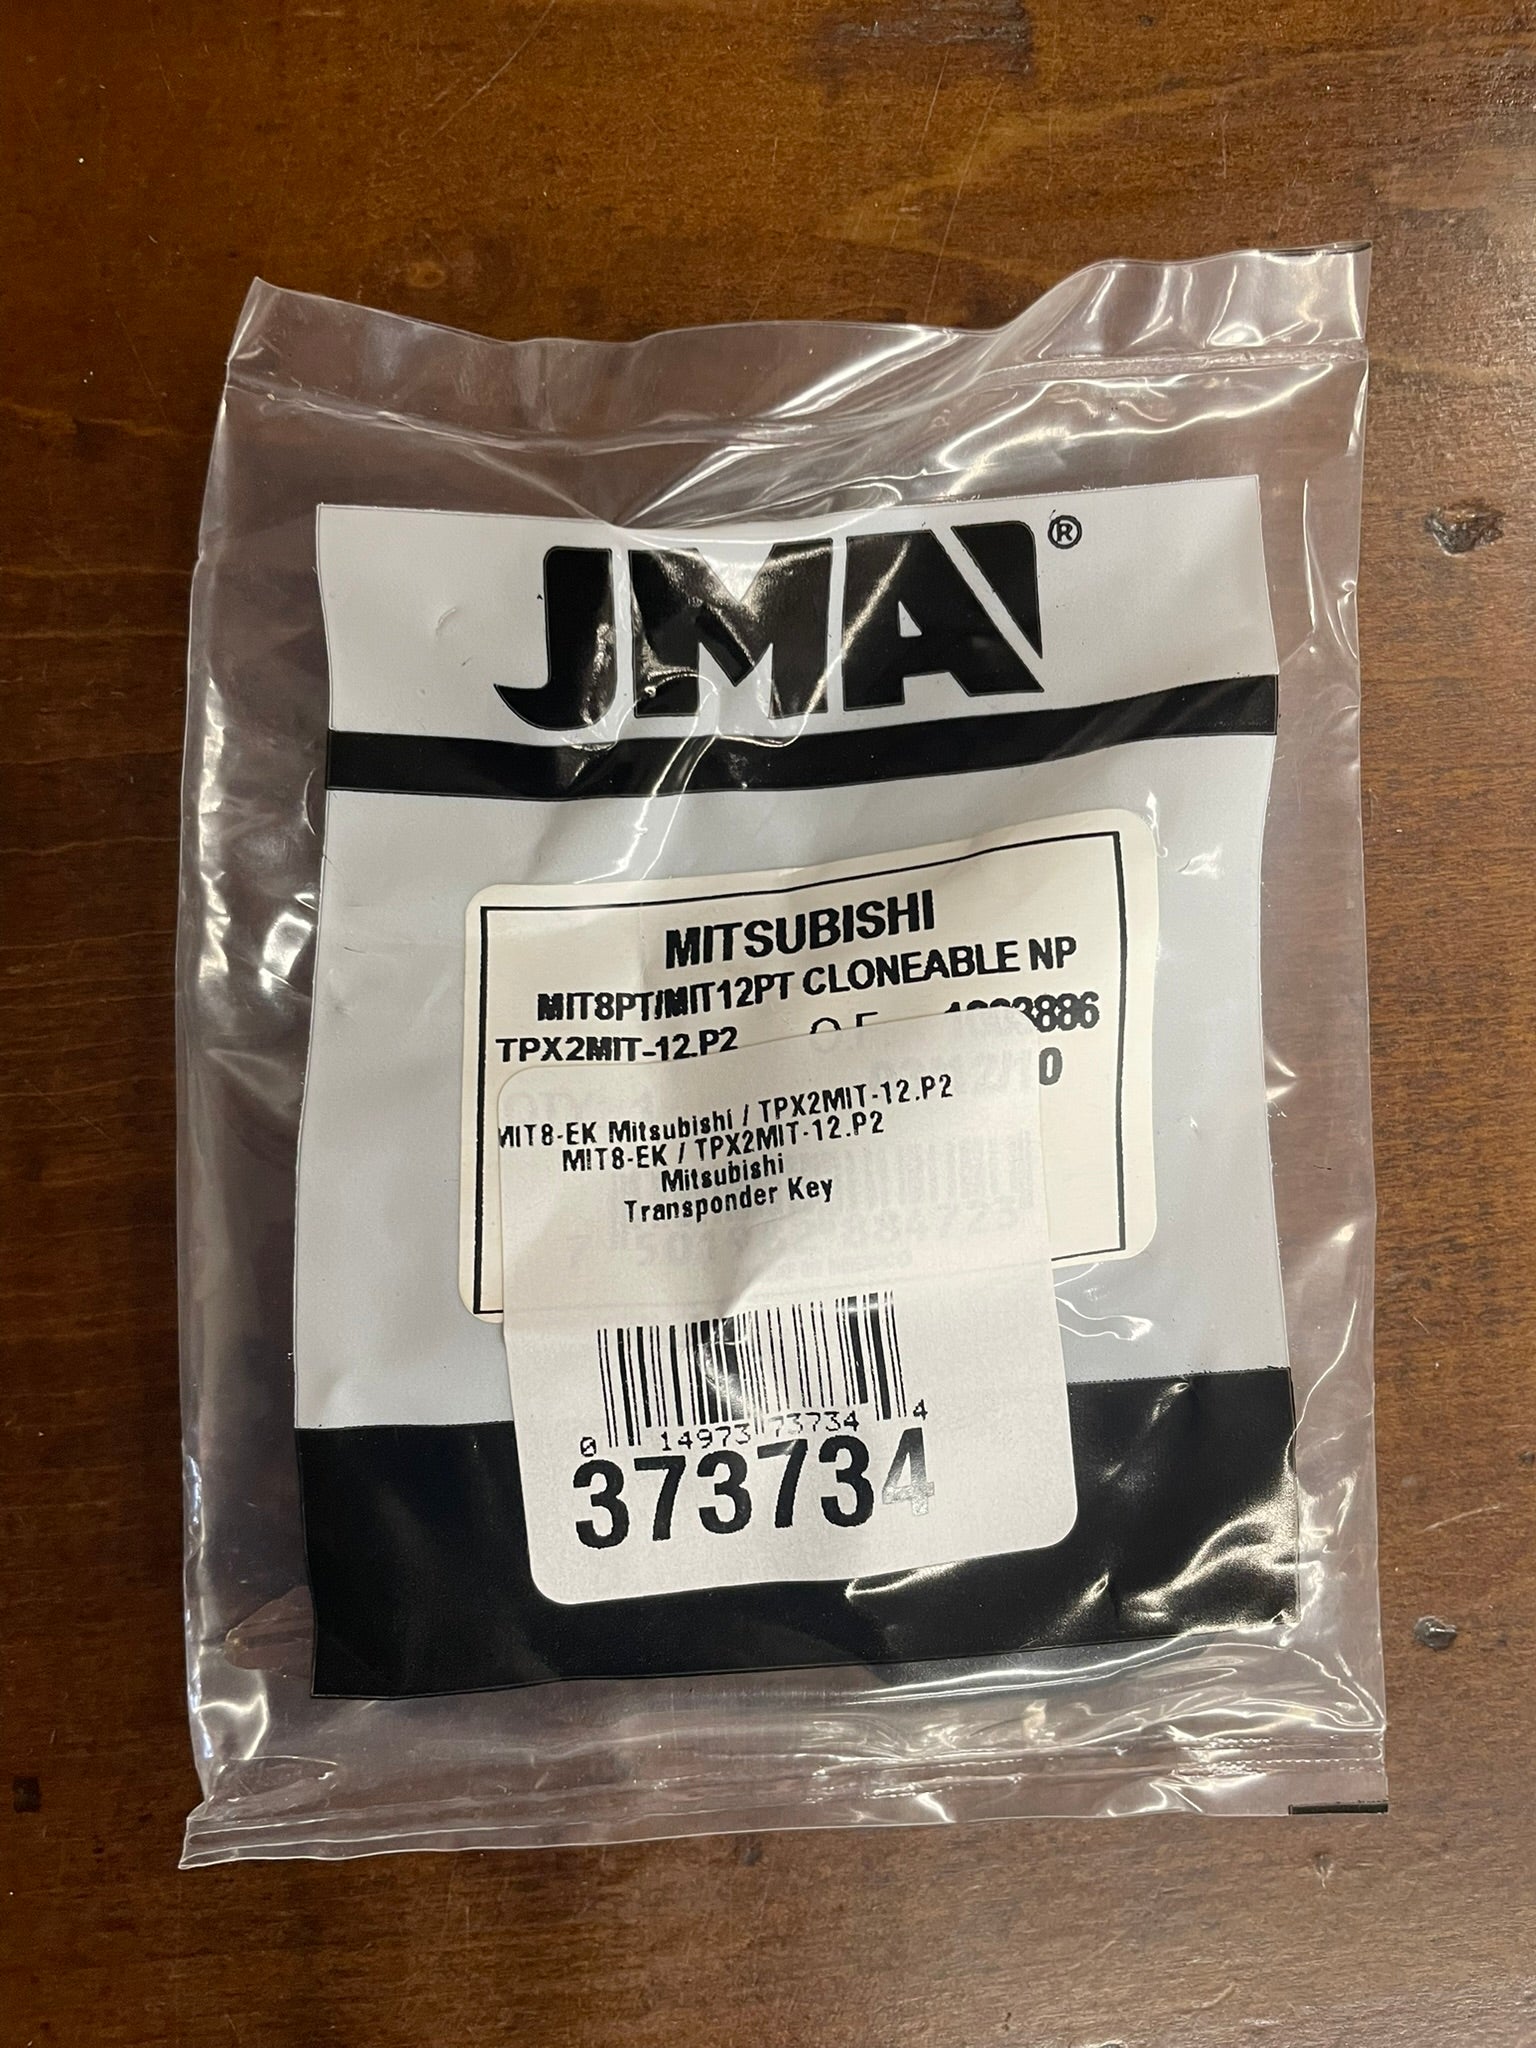 JMA®
MITSUBISHI
MIT8PT/MIT12PT CLONEABLE NP
TPX2MIT-12.P2 O.F.
MIT8-EK Mitsubishi / TPX2MIT-12.P2
MIT8-EK / TPX2MIT-12.P2
Mitsubishi
Transponder Key
0 14973 73734 4
373734